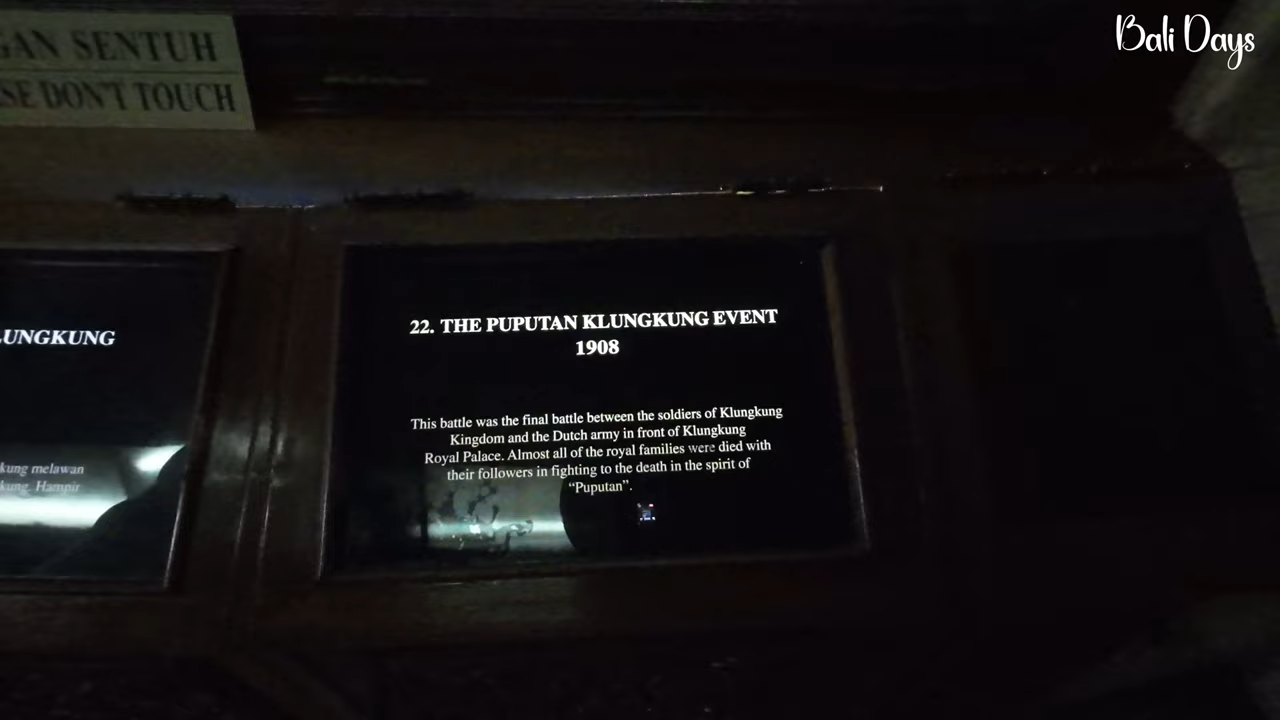 Bali Days
GAN SENTUH
SE DON'T TOUCH
LUNGKUNG
kung melawan
kung. Hampir
22. THE PUPUTAN KLUNGKUNG EVENT
1908
This battle was the final battle between the soldiers of Klungkung
Kingdom and the Dutch army in front of Klungkung
Royal Palace. Almost all of the royal families were died with
their followers in fighting to the death in the spirit of
“Puputan”.